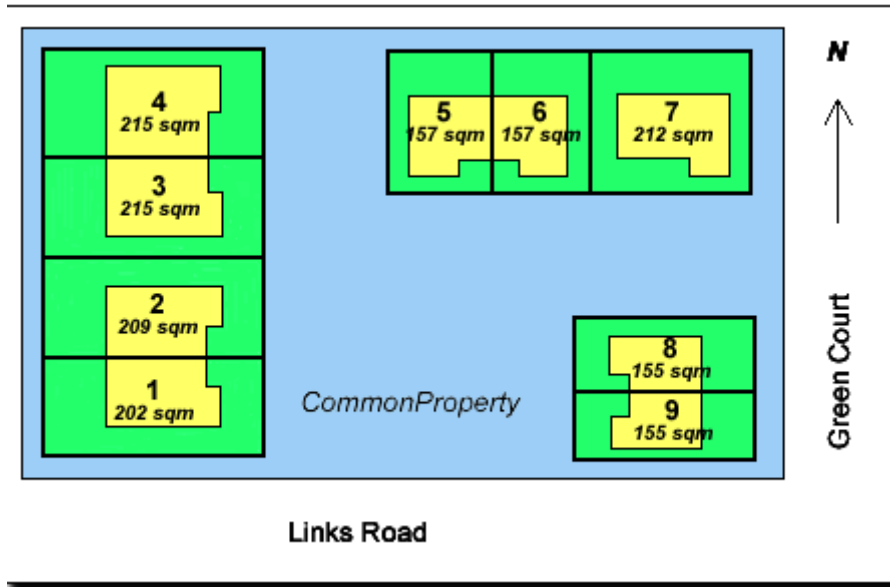 N
4
215 sqm
3
215 sqm
2
209 sqm
1
202 sqm
5
157 sqm
6
157 sqm
7
212 sqm
8
155 sqm
9
155 sqm
CommonProperty
Green Court
Links Road